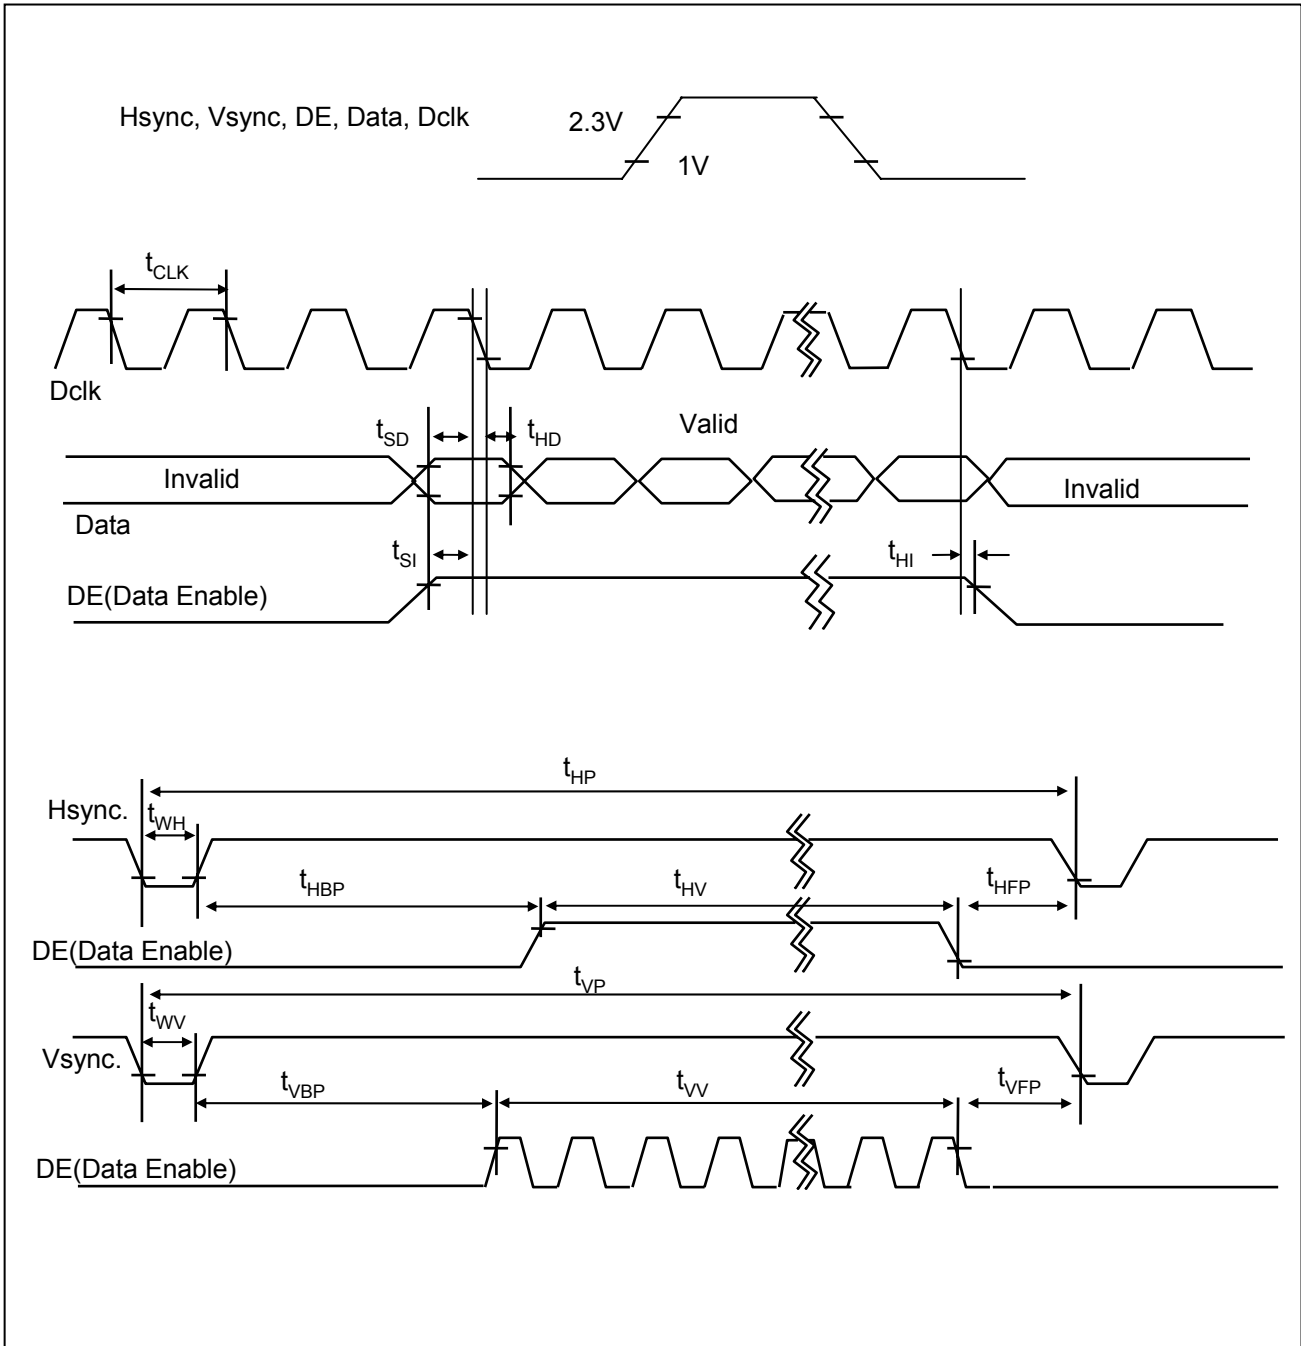 Hsync, Vsync, DE, Data, Dclk
2.3V
1V
tCLK
Dclk
tSD
tHD
Valid
Invalid
Invalid
Data
tSI
tHI
DE(Data Enable)
tHP
Hsync.
tWH
tHBP
tHV
tHFP
DE(Data Enable)
tVP
tWV
Vsync.
tVBP
tVV
tVFP
DE(Data Enable)